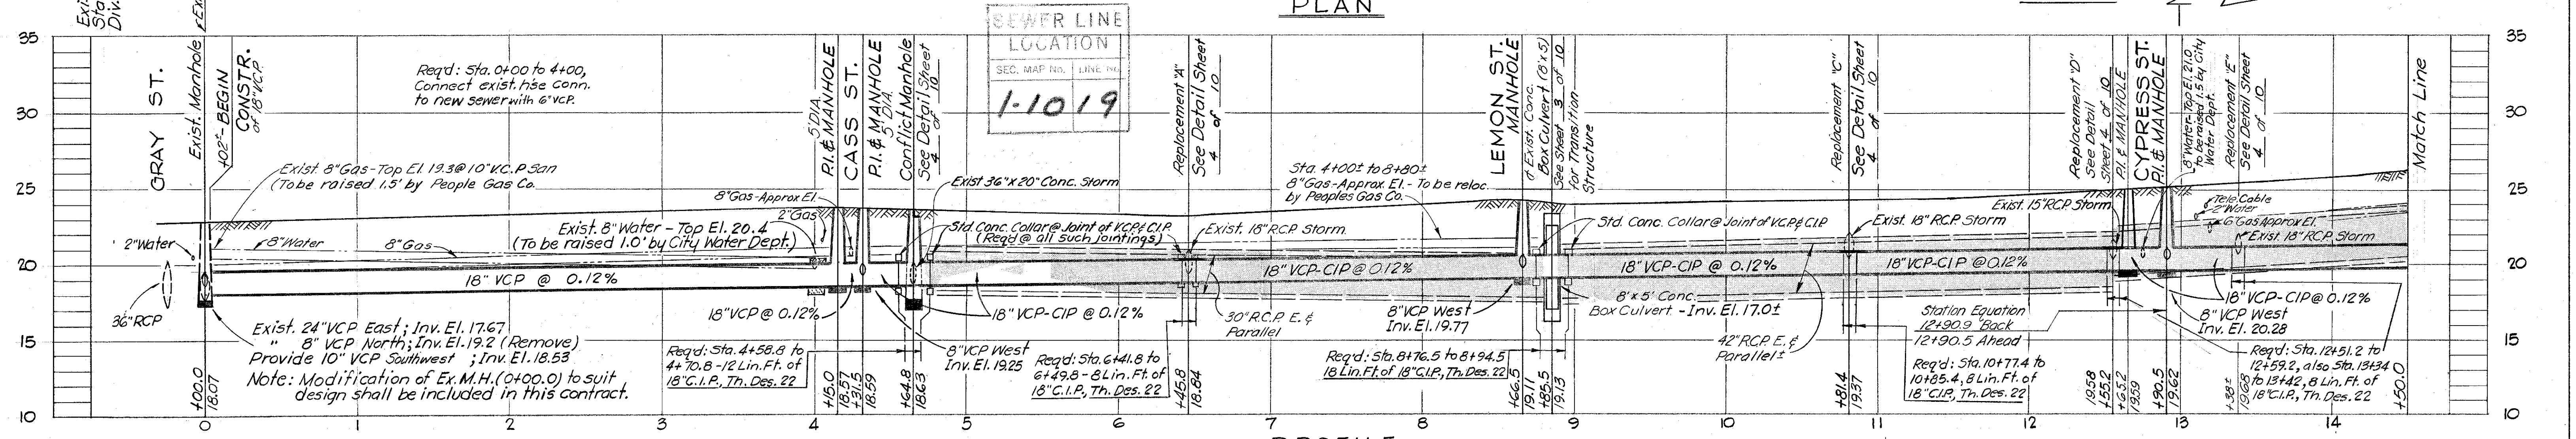 PLAN
SEWER LINE
LOCATION
SEC. MAP No.
LINE No.
1-10
19
35
30
25
20
15
10
GRAY ST.
Exist. Manhole
+02±-BEGIN
CONSTR.
of 18"VCP.
Req'd: Sta. 0+00 to 4+00,
Connect exist. hse conn.
to new sewer with 6"VCP.
Exist. 8"Gas-Top El. 19.3@10"V.C.P. San
(To be raised 1.5' by People Gas Co.
2"Water
8"Water
8"Gas
36"RCP
18" VCP @ 0.12%
Exist. 24"VCP East; Inv. El. 17.67
" 8" VCP North; Inv. El. 19.2 (Remove)
Provide 10" VCP Southwest ; Inv. El. 18.53
Note: Modification of Ex. M.H. (0+00.0) to suit
design shall be included in this contract.
+00.0
18.07
Exist. 8"Water - Top El. 20.4
(To be raised 1.0' by City Water Dept.)
8"Gas-Approx El.
2"Gas
5' DIA.
P.I. & MANHOLE
CASS ST.
P.I. & MANHOLE
5' DIA.
Conflict Manhole
See Detail Sheet
4 of 10
Exist 36"x20" Conc. Storm
Std. Conc. Collar @ Joint of V.C.P. & C.I.P.
(Req'd @ all such jointings)
18"VCP @ 0.12%
18"VCP-CIP @ 0.12%
8"VCP West
Inv. El. 19.25
Req'd: Sta. 4+58.8 to
4+70.8-12 Lin. Ft. of
18"C.I.P., Th. Des. 22
+15.0
18.57
+31.5
18.59
+64.8
18.63
Replacement "A"
See Detail Sheet
4 of 10
Exist. 18"RCP Storm
30"R.C.P. E. &
Parallel
Req'd: Sta. 6+41.8 to
6+49.8-8 Lin. Ft. of
18"C.I.P., Th. Des. 22
+45.8
18.84
Sta. 4+00± to 8+80±
8"Gas-Approx. El.- To be reloc.
by Peoples Gas Co.
18"VCP-CIP @ 0.12%
LEMON ST.
MANHOLE
Exist. Conc.
Box Culvert (8'x5')
See Sheet 3 of 10
for Transition
Structure
Std. Conc. Collar @ Joint of V.C.P. & C.I.P.
8"VCP West
Inv. El. 19.77
8'x5' Conc.
Box Culvert - Inv. El. 17.0±
Req'd: Sta. 8+76.5 to 8+94.5
18 Lin. Ft. of 18"C.I.P., Th. Des. 22
+66.5
19.11
+85.5
19.13
18" VCP-CIP @ 0.12%
42"R.C.P. E. &
Parallel±
Replacement "C"
See Detail Sheet
4 of 10
Exist. 18"RCP Storm
18"VCP-CIP @ 0.12%
Station Equation
12+90.9 Back
12+90.5 Ahead
Req'd: Sta. 10+77.4 to
10+85.4, 8 Lin. Ft. of
18"C.I.P., Th. Des. 22
+81.4
19.37
Replacement "D"
See Detail
Sheet 4 of 10
P.I. & MANHOLE
CYPRESS ST.
P.I. & MANHOLE
8"Water-Top El. 21.0
to be raised 1.5' by City
Water Dept.
Replacement "E"
See Detail Sheet
4 of 10
Exist. 15"RCP Storm
Tele. Cable
2"Water
6"Gas Approx El.
Exist. 18" RCP Storm
18"VCP-CIP @ 0.12%
8"VCP West
Inv. El. 20.28
Req'd: Sta. 12+51.2 to
12+59.2, also Sta. 13+34
to 13+42, 8 Lin. Ft. of
18"C.I.P., Th. Des. 22
19.58
+55.2
+65.2
19.59
+90.5
19.62
+38±
19.68
+50.0
Match Line
35
30
25
20
15
10
0
1
2
3
4
5
6
7
8
9
10
11
12
13
14